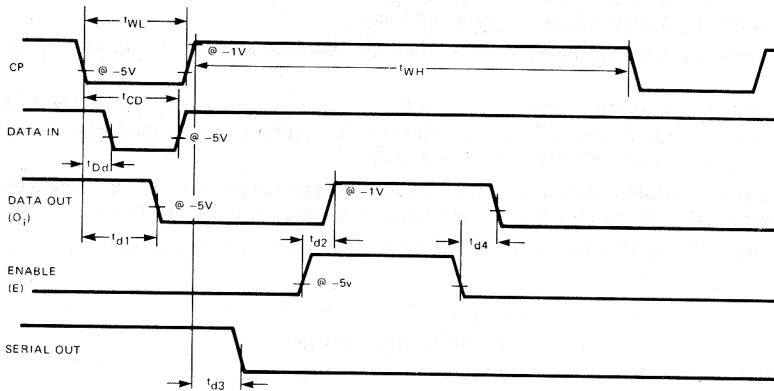 tWL
@ -1V
CP
@ -5V
tWH
tCD
DATA IN
@ -5V
tDd
DATA OUT
(Oi)
@ -5V
@ -1V
td1
td2
td4
ENABLE
(E)
@ -5v
SERIAL OUT
td3